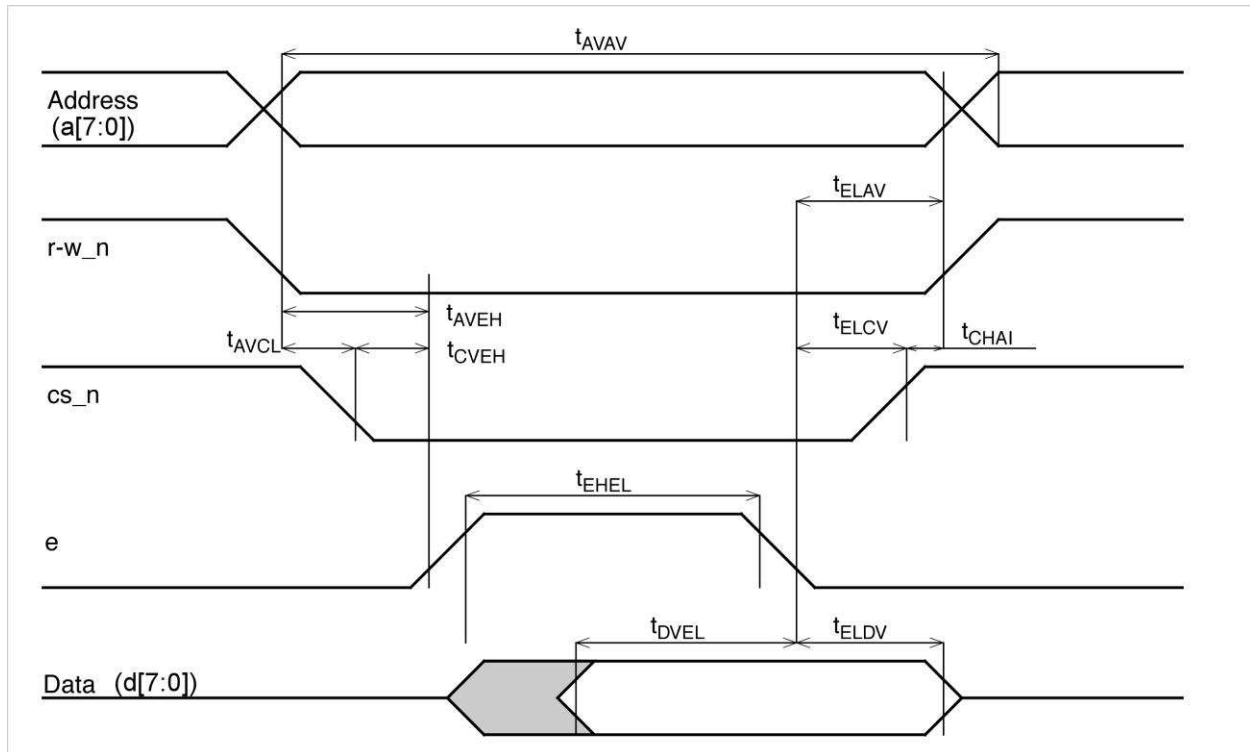 tAVAV
Address
(a[7:0])
tELAV
r-w_n
tAVEH
tELCV
tCHAI
tAVCL
tCVEH
cs_n
tEHEL
e
tDVEL
tELDV
Data (d[7:0])